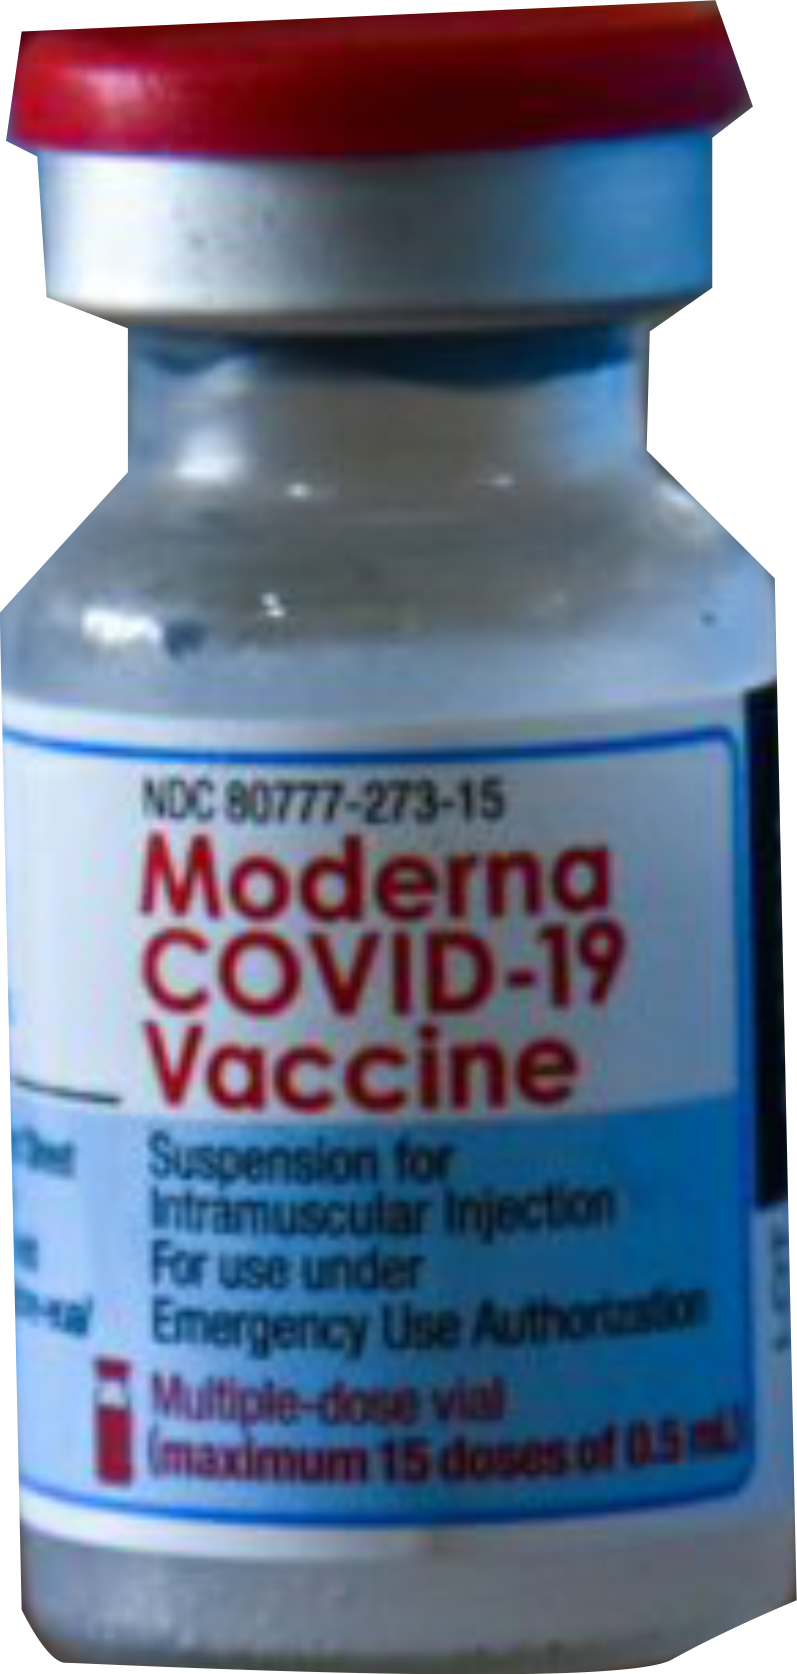 NDC 80777-273-15
Moderna
COVID-19
Vaccine
Suspension for
Intramuscular Injection
For use under
Emergency Use Authorization
Multiple-dose vial
(maximum 15 doses of 0.5 mL)